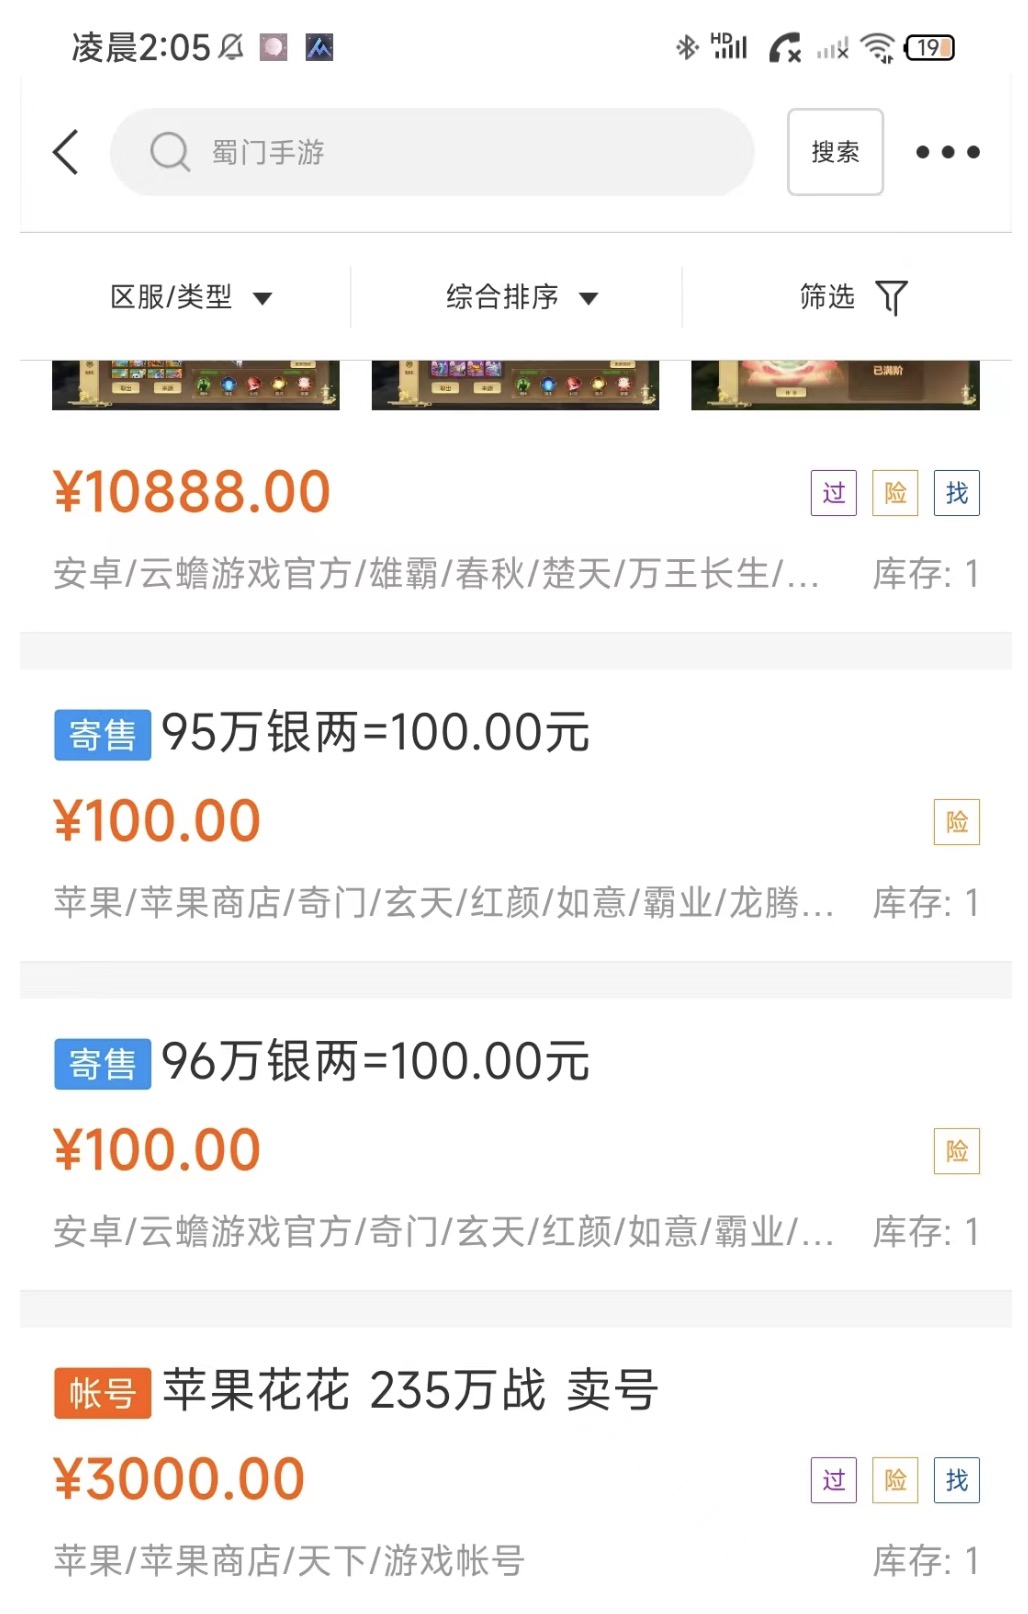 凌晨2:05 HD 19
蜀门手游 搜索
区服/类型 综合排序 筛选
已满阶
¥10888.00 过 险 找
安卓/云蟾游戏官方/雄霸/春秋/楚天/万王长生/... 库存: 1
寄售 95万银两=100.00元
¥100.00 险
苹果/苹果商店/奇门/玄天/红颜/如意/霸业/龙腾... 库存: 1
寄售 96万银两=100.00元
¥100.00 险
安卓/云蟾游戏官方/奇门/玄天/红颜/如意/霸业/... 库存: 1
帐号 苹果花花 235万战 卖号
¥3000.00 过 险 找
苹果/苹果商店/天下/游戏帐号 库存: 1